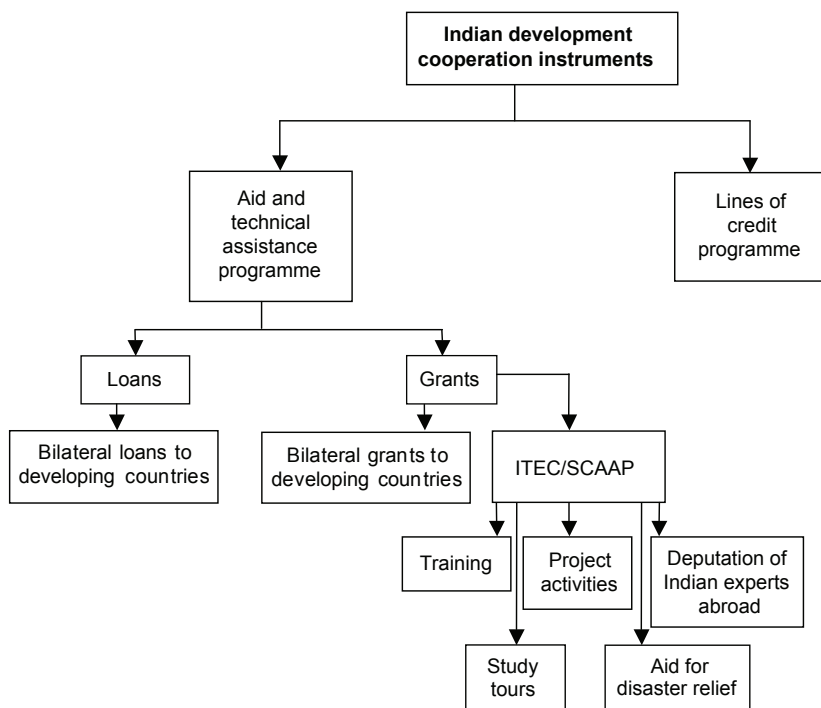 Indian development
cooperation instruments
Aid and
technical
assistance
programme
Lines of
credit
programme
Loans
Grants
Bilateral loans to
developing countries
Bilateral grants to
developing countries
ITEC/SCAAP
Training
Project
activities
Deputation of
Indian experts
abroad
Study
tours
Aid for
disaster relief